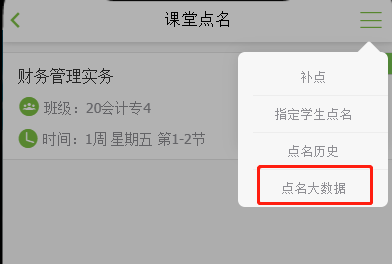 课堂点名
财务管理实务
班级：20会计专4
时间：1周 星期五 第1-2节
补点
指定学生点名
点名历史
点名大数据